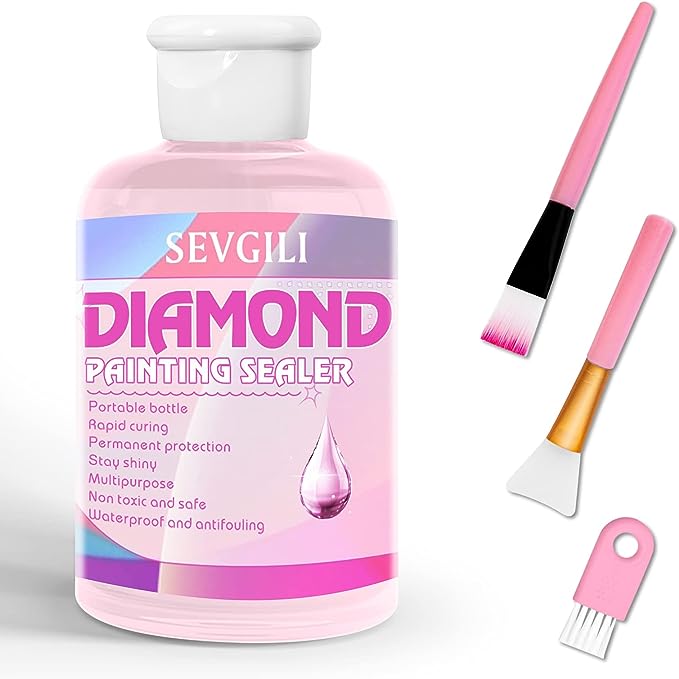 SEVGILI
DIAMOND
PAINTING SEALER
Portable bottle
Rapid curing
Permanent protection
Stay shiny
Multipurpose
Non toxic and safe
Waterproof and antifouling